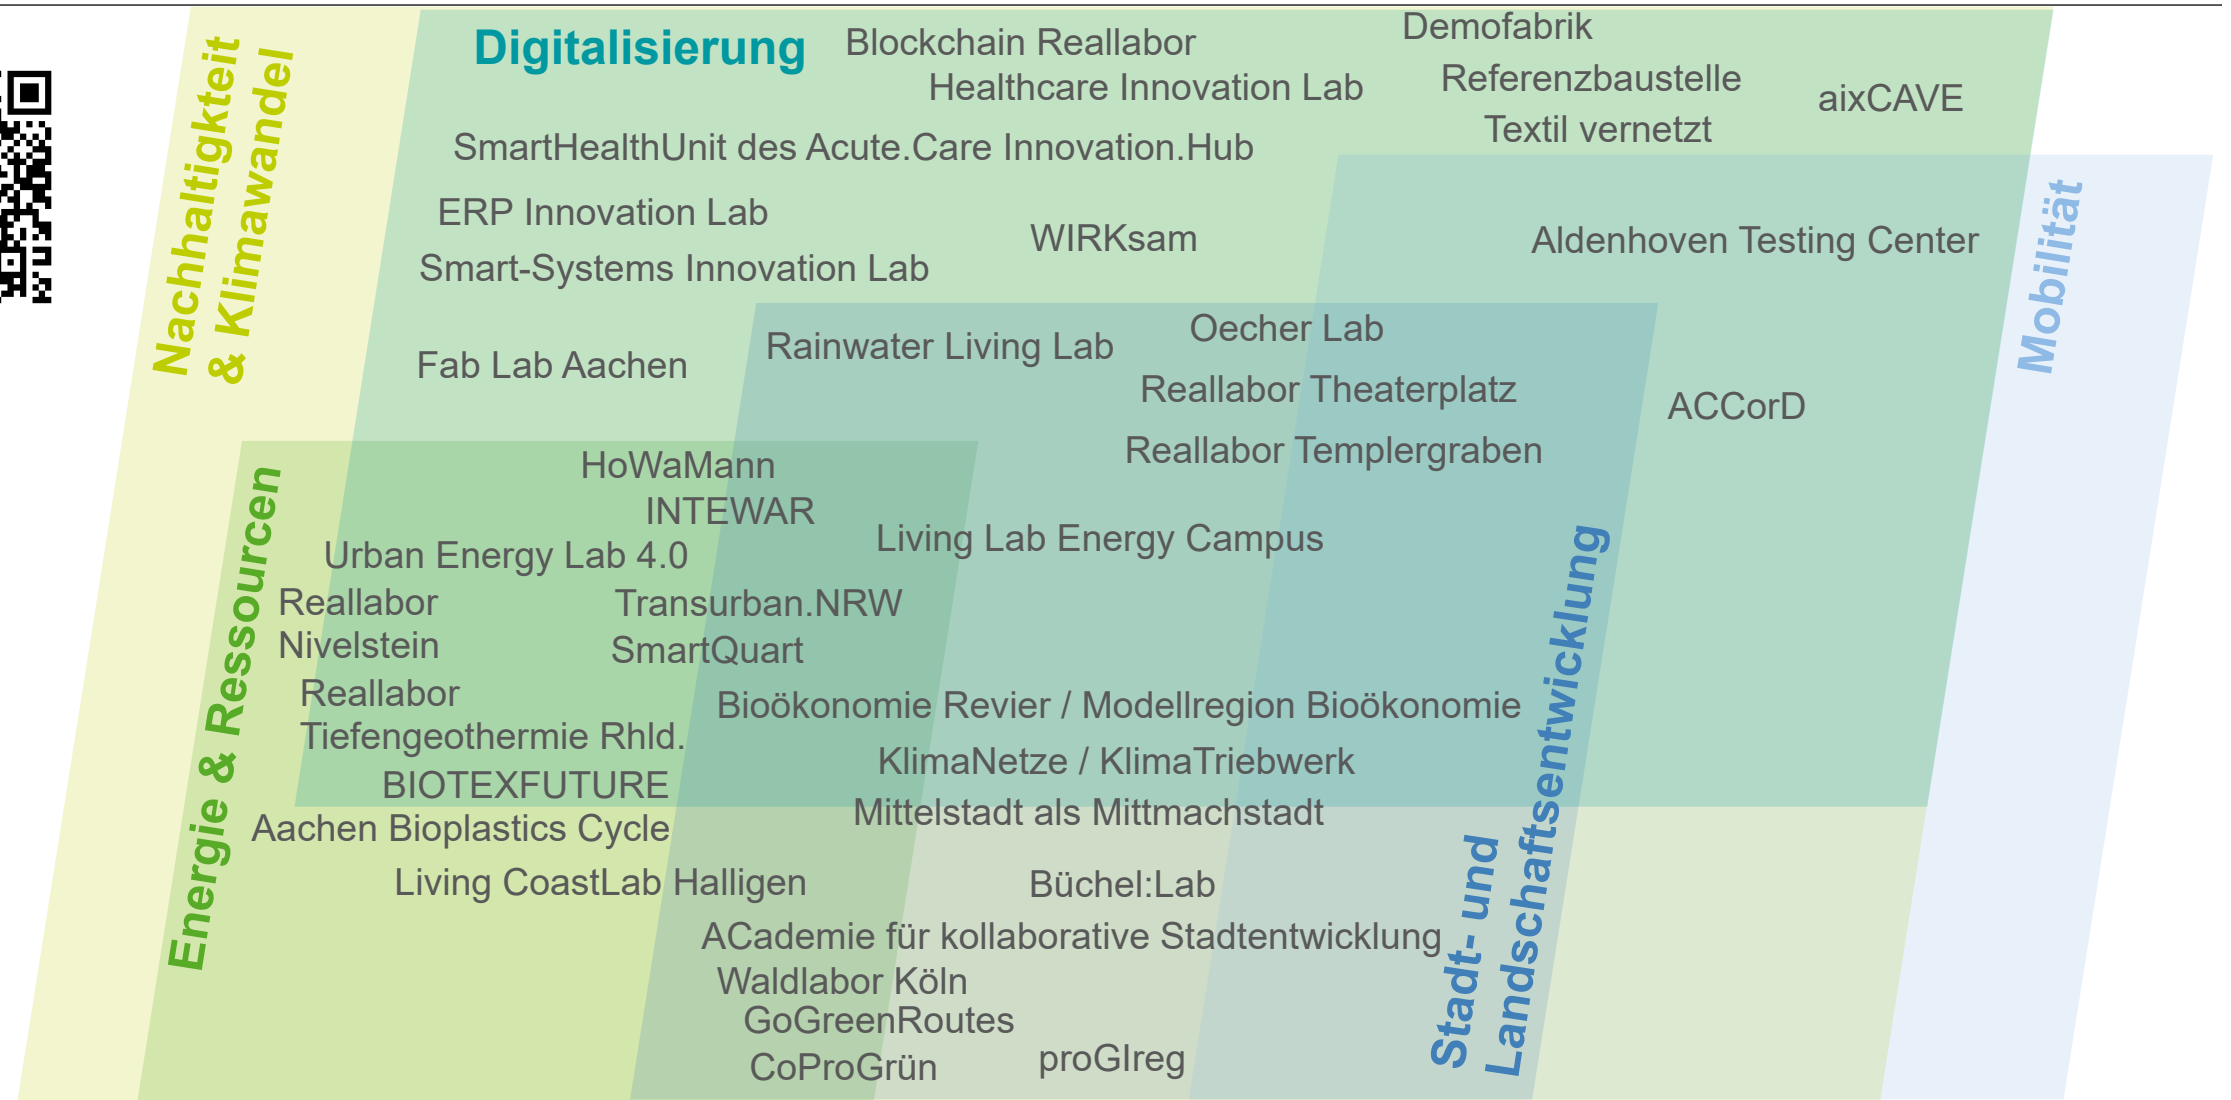 Nachhaltigkteit
& Klimawandel
Digitalisierung
Blockchain Reallabor
Healthcare Innovation Lab
Demofabrik
Referenzbaustelle
Textil vernetzt
aixCAVE
SmartHealthUnit des Acute.Care Innovation.Hub
ERP Innovation Lab
Smart-Systems Innovation Lab
WIRKsam
Aldenhoven Testing Center
Mobilität
Fab Lab Aachen
Rainwater Living Lab
Oecher Lab
Reallabor Theaterplatz
Reallabor Templergraben
ACCorD
Energie & Ressourcen
HoWaMann
INTEWAR
Urban Energy Lab 4.0
Living Lab Energy Campus
Reallabor
Nivelstein
Transurban.NRW
SmartQuart
Reallabor
Tiefengeothermie Rhld.
Bioökonomie Revier / Modellregion Bioökonomie
KlimaNetze / KlimaTriebwerk
BIOTEXFUTURE
Mittelstadt als Mittmachstadt
Aachen Bioplastics Cycle
Living CoastLab Halligen
Büchel:Lab
ACademie für kollaborative Stadtentwicklung
Waldlabor Köln
GoGreenRoutes
CoProGrün
proGIreg
Stadt- und
Landschaftsentwicklung